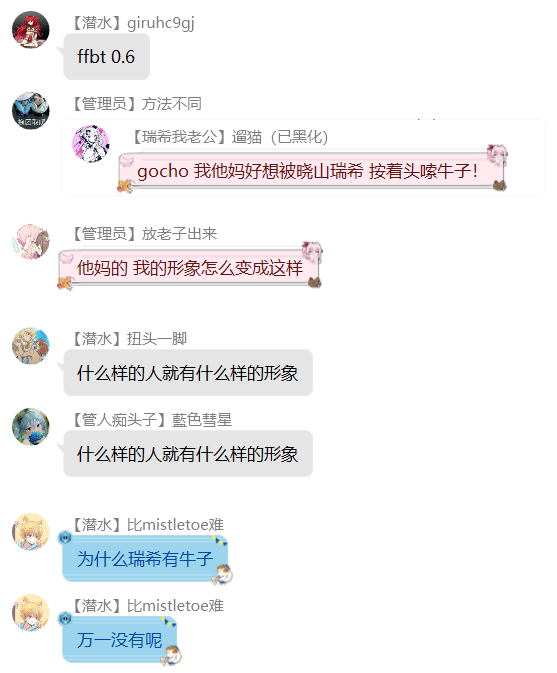 【潜水】giruhc9gj
ffbt 0.6
【管理员】方法不同
【瑞希我老公】遛猫（已黑化）
gocho 我他妈好想被晓山瑞希 按着头嗦牛子！
【管理员】放老子出来
他妈的 我的形象怎么变成这样
【潜水】扭头一脚
什么样的人就有什么样的形象
【管人痴头子】藍色彗星
什么样的人就有什么样的形象
【潜水】比mistletoe难
为什么瑞希有牛子
【潜水】比mistletoe难
万一没有呢